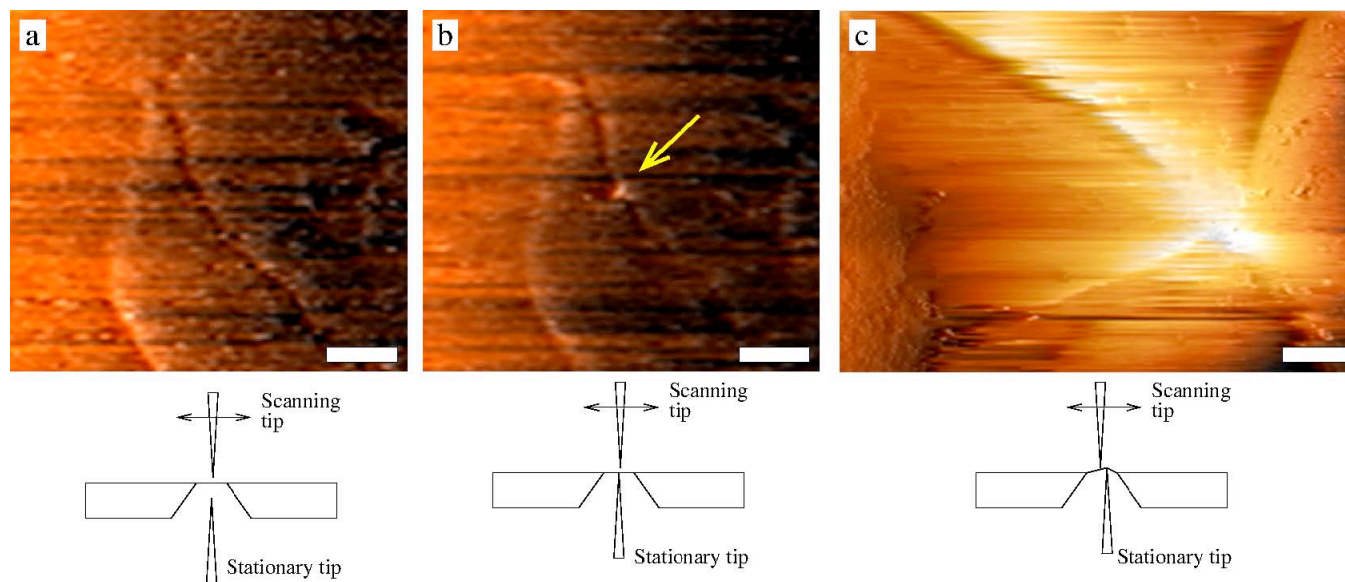 a
b
c
Scanning
tip
Stationary tip
Scanning
tip
Stationary tip
Scanning
tip
Stationary tip